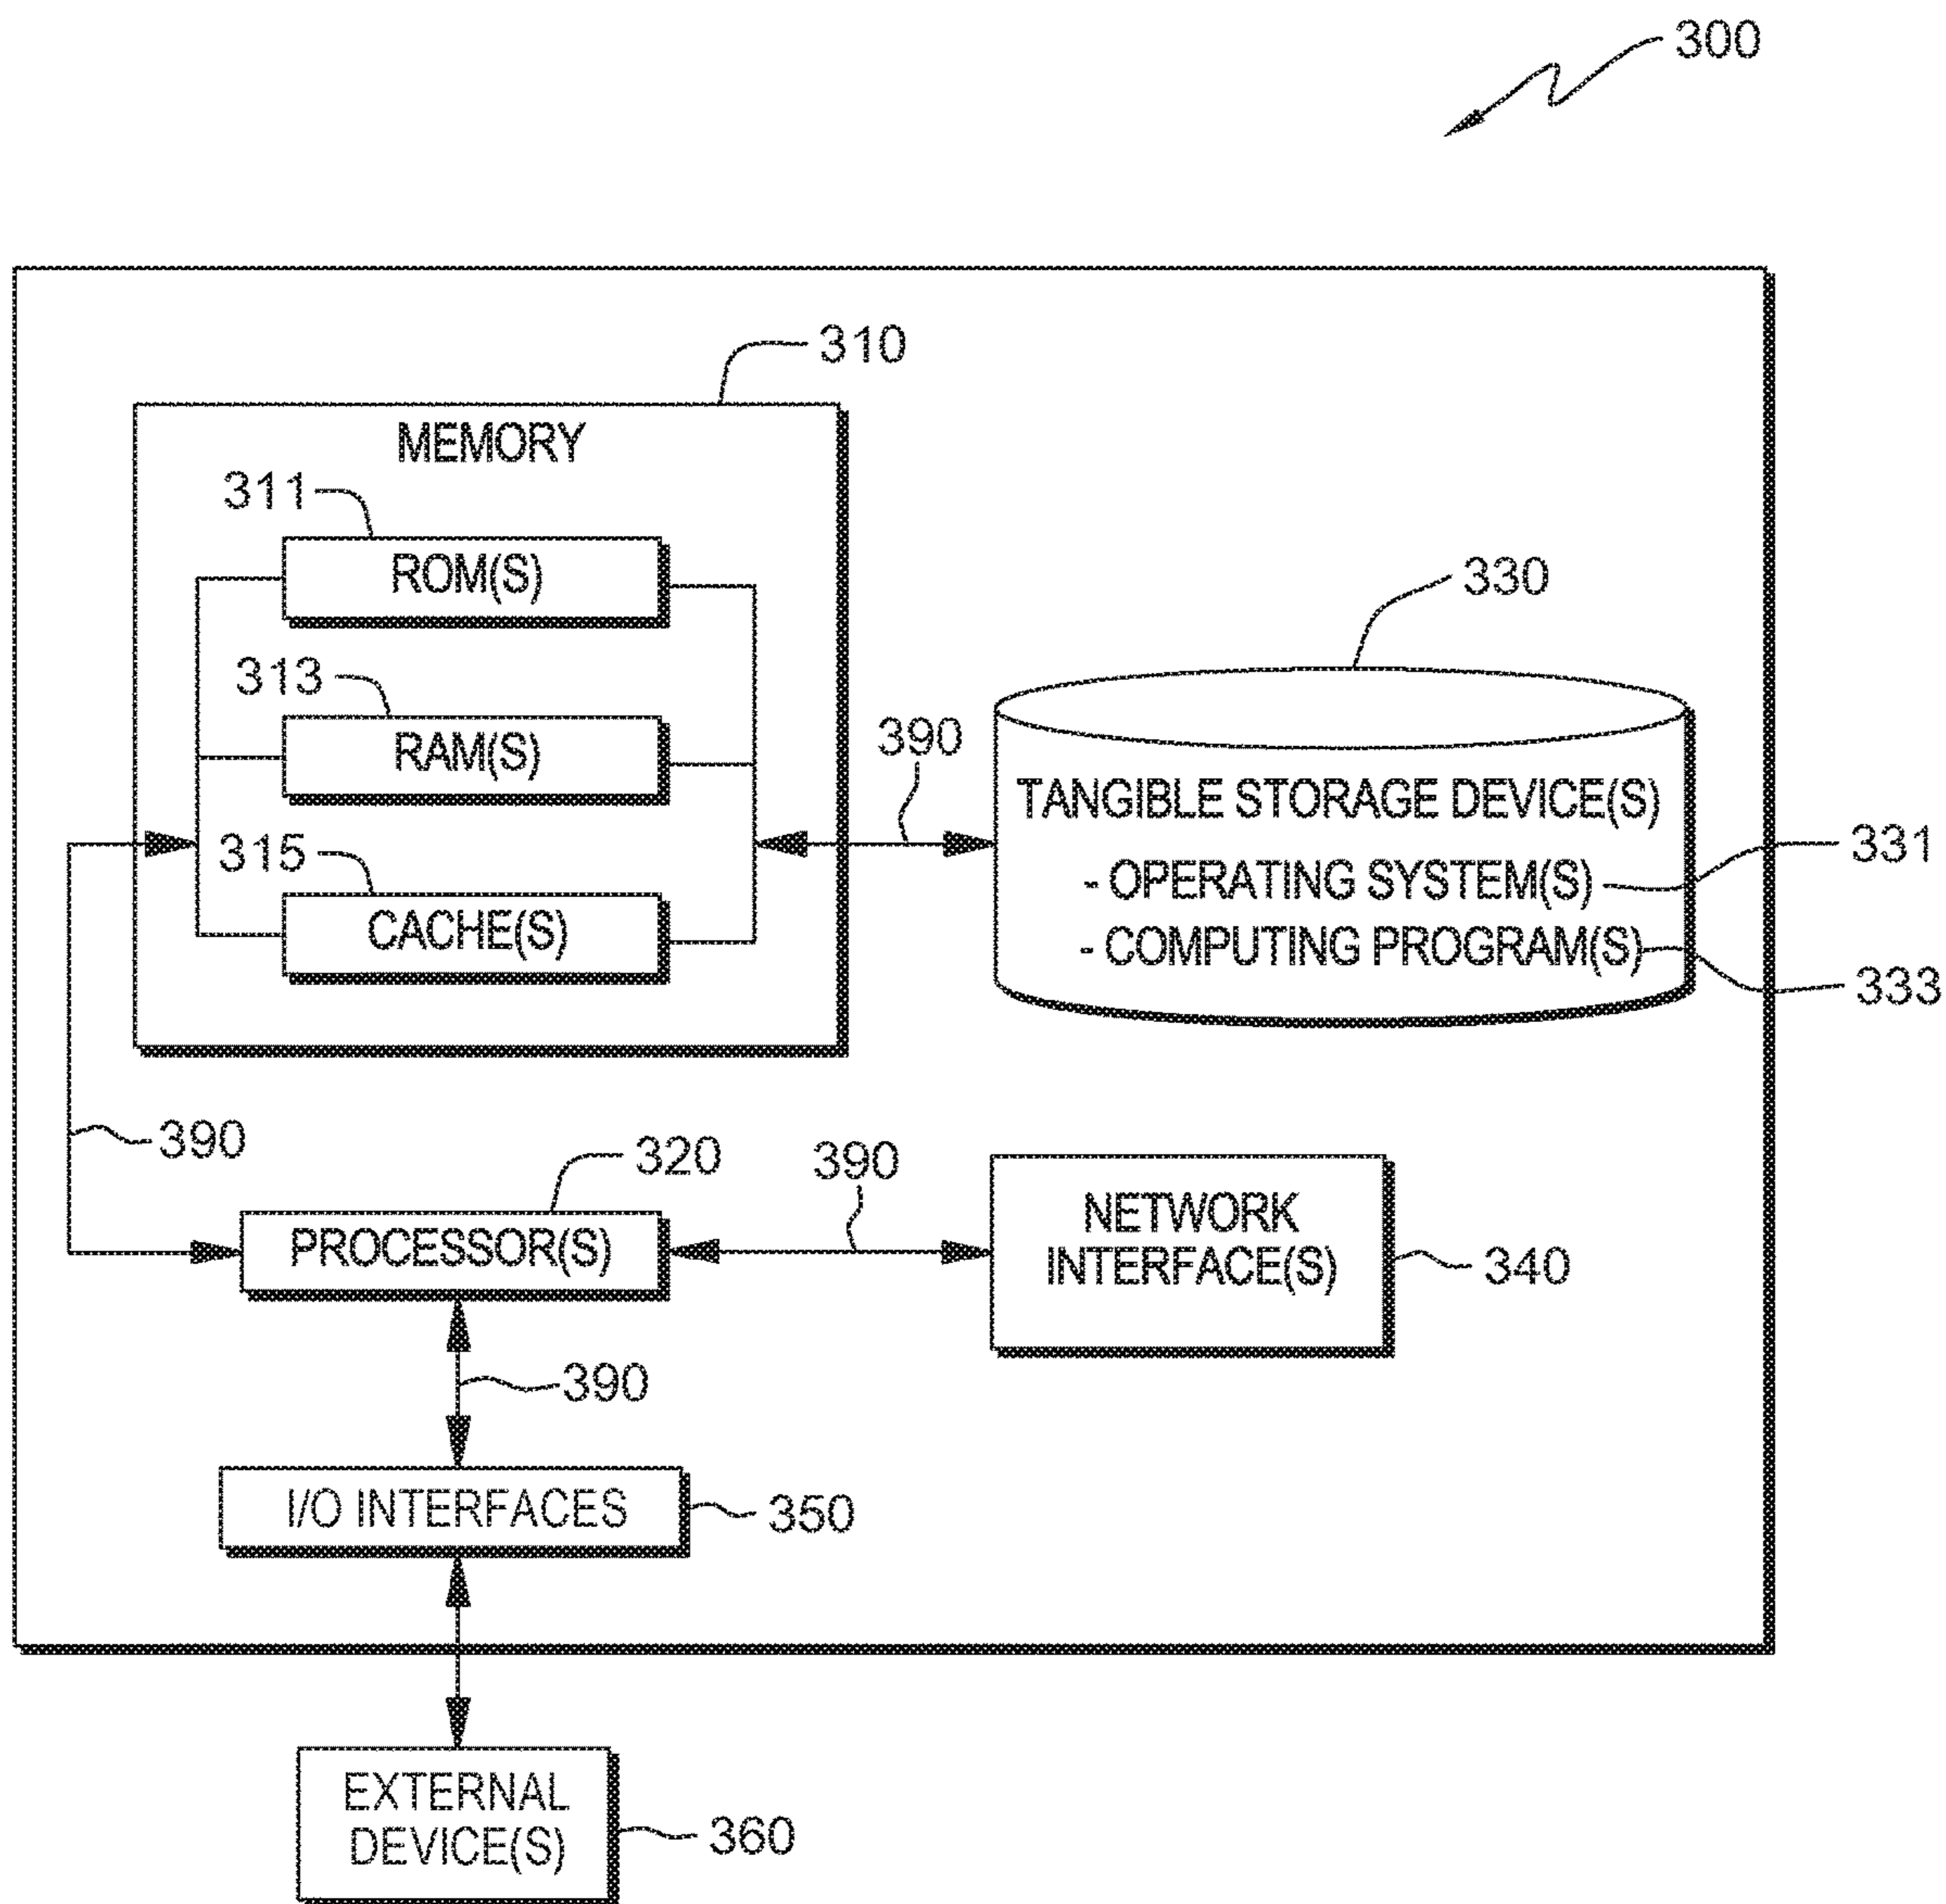 300
310
MEMORY
311
ROM(S)
330
313
RAM(S)
390
TANGIBLE STORAGE DEVICE(S)
315
331
- OPERATING SYSTEM(S)
CACHE(S)
- COMPUTING PROGRAM(S)
333
390
320
390
NETWORK
INTERFACE(S)
PROCESSOR(S)
340
390
I/O INTERFACES
350
EXTERNAL
DEVICE(S)
360